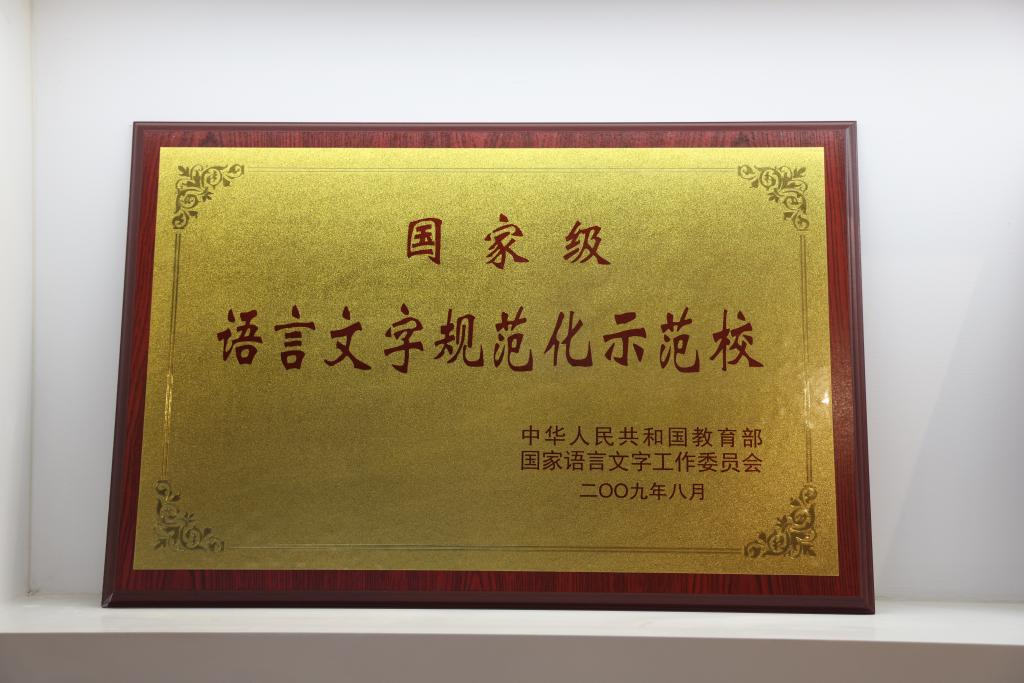 国家级
语言文字规范化示范校
中华人民共和国教育部
国家语言文字工作委员会
二〇〇九年八月